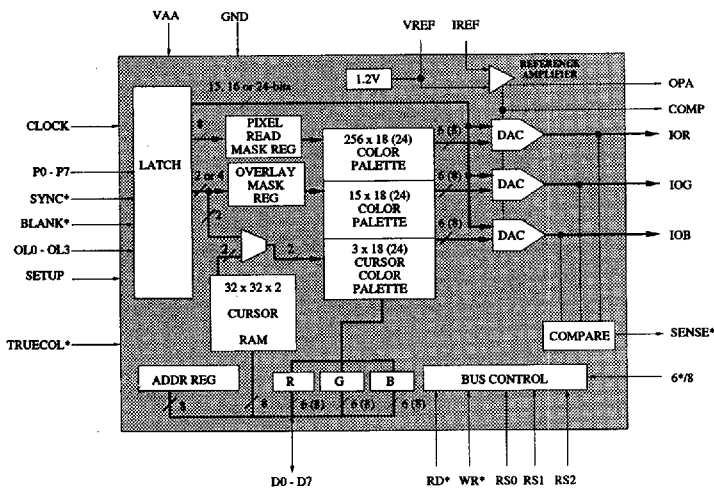 VAA
GND
VREF
IREF
REFERENCE
AMPLIFIER
1.2V
OPA
15, 16 or 24-bits
COMP
CLOCK
8
PIXEL
READ
MASK REG
6 (8)
DAC
IOR
LATCH
256 x 18 (24)
COLOR
PALETTE
P0 - P7
2 or 4
OVERLAY
MASK
REG
6 (8)
DAC
IOG
SYNC*
15 x 18 (24)
COLOR
PALETTE
BLANK*
2
6 (8)
DAC
IOB
OL0 - OL3
2
2
3 x 18 (24)
CURSOR
COLOR
PALETTE
SETUP
32 x 32 x 2
CURSOR
RAM
COMPARE
SENSE*
TRUECOL*
ADDR REG
R
G
B
BUS CONTROL
6*/8
8
8
6 (8)
6 (8)
6 (8)
D0 - D7
RD*
WR*
RS0
RS1
RS2